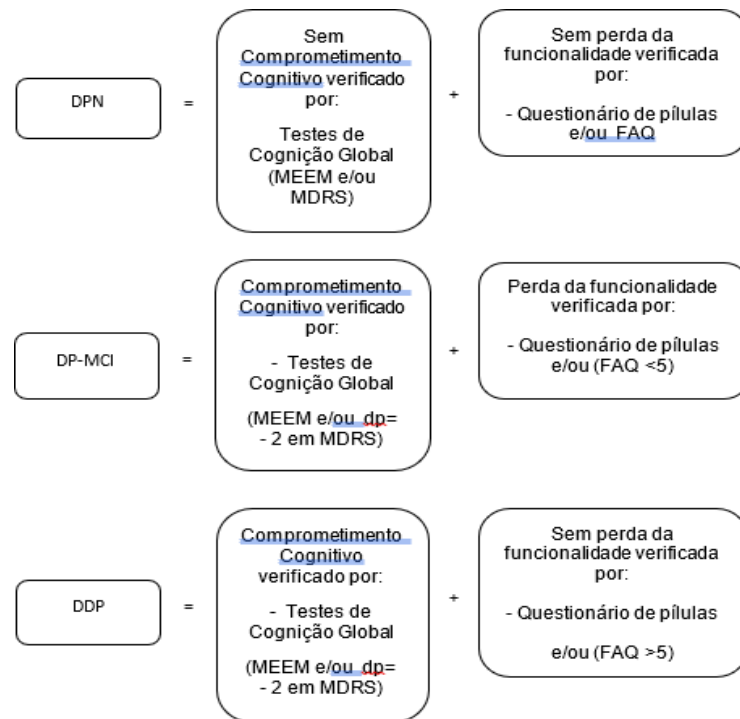 DPN
=
Sem
Comprometimento
Cognitivo verificado
por:
Testes de
Cognição Global
(MEEM e/ou
MDRS)
+
Sem perda da
funcionalidade verificada
por:
- Questionário de pílulas
e/ou FAQ
DP-MCI
=
Comprometimento
Cognitivo verificado
por:
- Testes de
Cognição Global
(MEEM e/ou dp=
- 2 em MDRS)
+
Perda da funcionalidade
verificada por:
- Questionário de pílulas
e/ou (FAQ <5)
DDP
=
Comprometimento
Cognitivo
verificado por:
- Testes de
Cognição Global
(MEEM e/ou dp=
- 2 em MDRS)
+
Sem perda da
funcionalidade verificada
por:
- Questionário de pílulas
e/ou (FAQ >5)